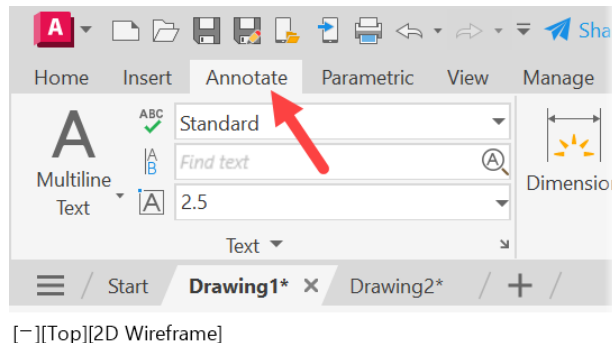 A
Sha
Home Insert Annotate Parametric View Manage
A
ABC
Standard
A
B
Find text
A
Multiline
Text
A
2.5
Dimensio
Text
Start Drawing1* Drawing2*
[−][Top][2D Wireframe]